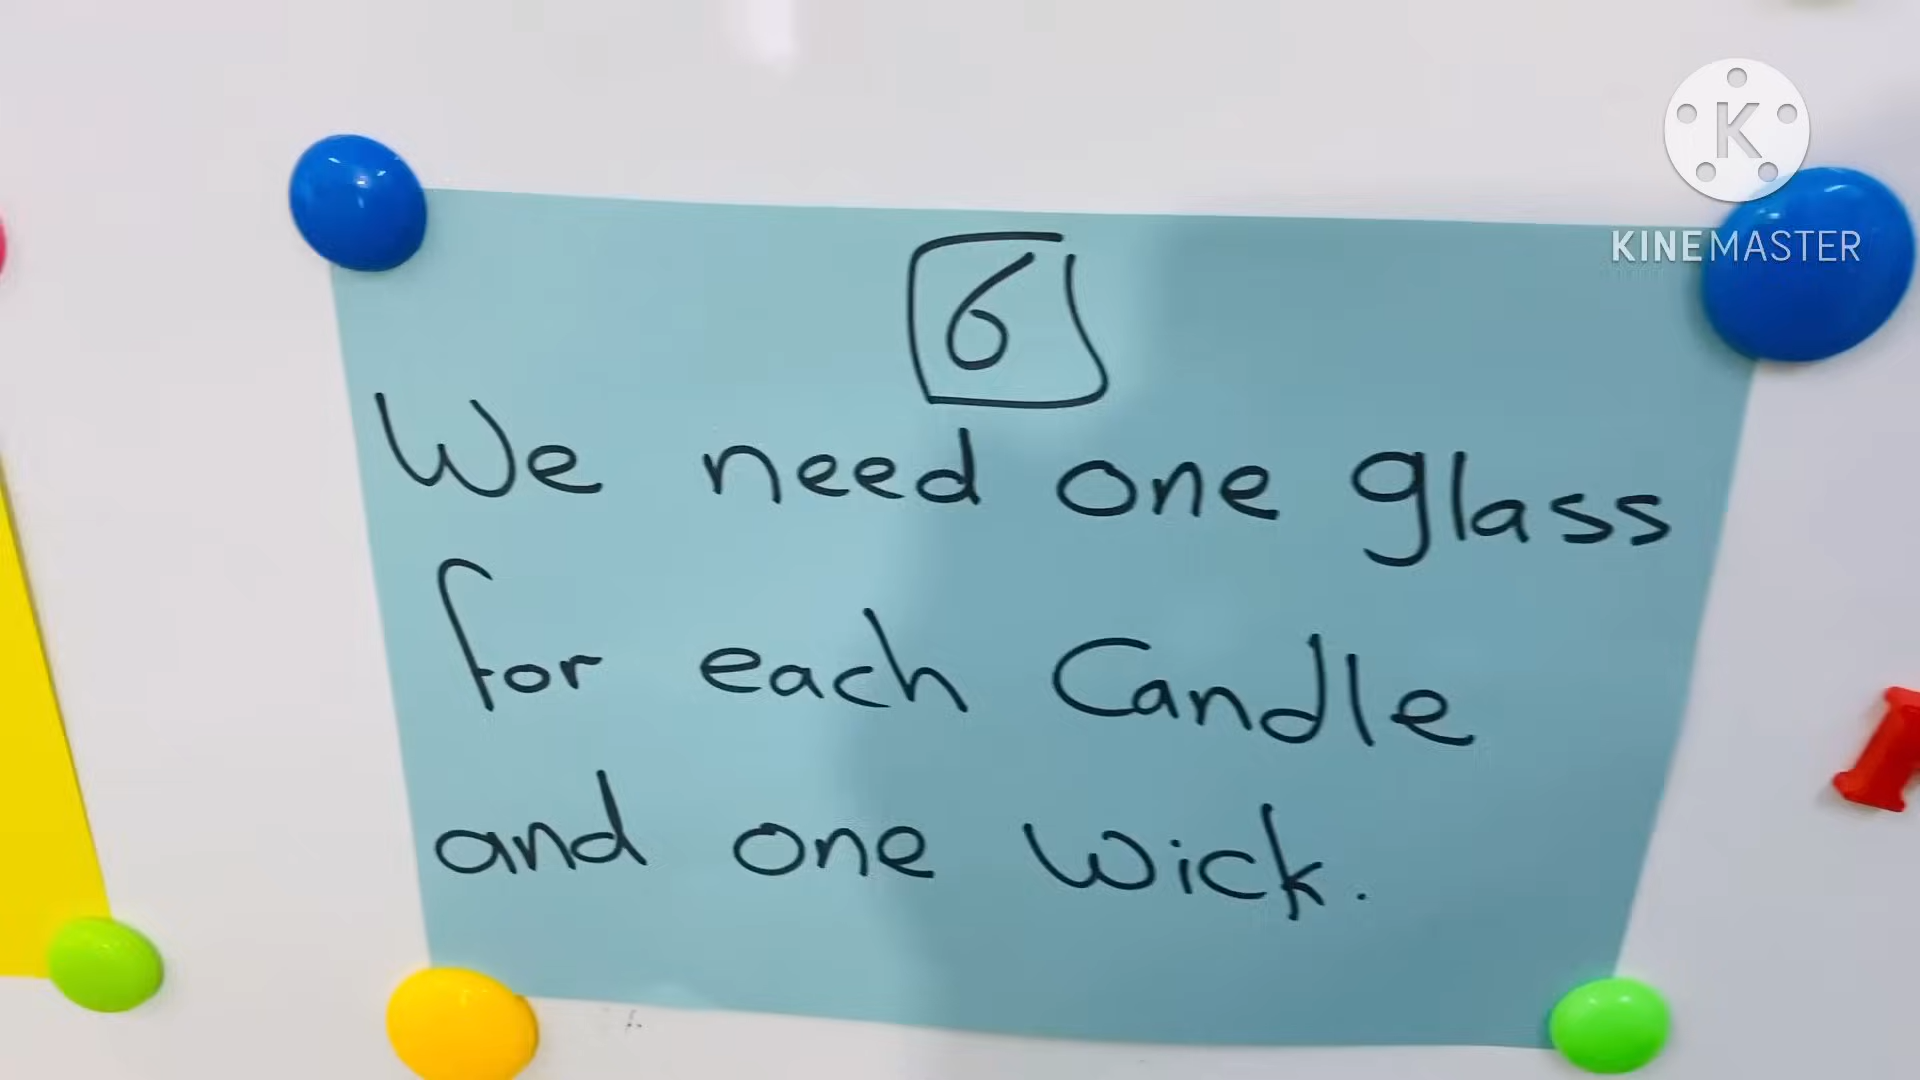 K
KINEMASTER
6
We need one glass
for each Candle
and one wick.
I